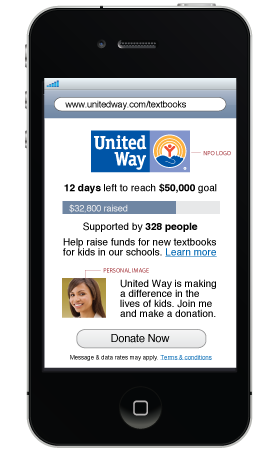 www.unitedway.com/textbooks
United
Way
NPO LOGO
12 days left to reach $50,000 goal
$32,800 raised
Supported by 328 people
Help raise funds for new textbooks
for kids in our schools. Learn more
PERSONAL IMAGE
United Way is making
a difference in the
lives of kids. Join me
and make a donation.
Donate Now
Message & data rates may apply. Terms & conditions